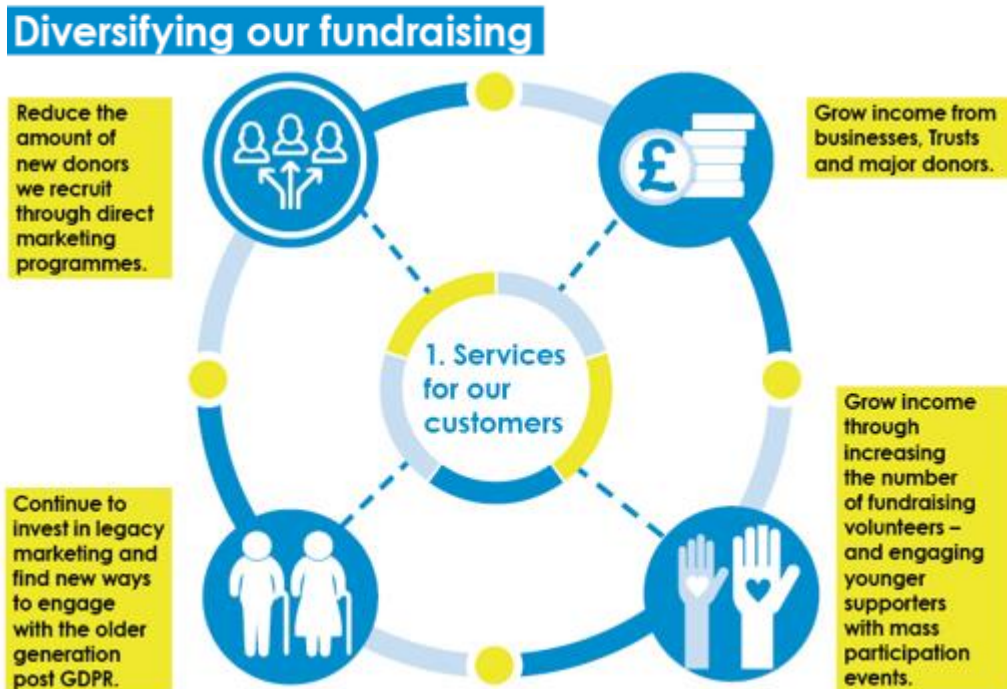 Diversifying our fundraising
Reduce the
amount of
new donors
we recruit
through direct
marketing
programmes.
£
Grow income from
businesses, Trusts
and major donors.
1. Services
for our
customers
Continue to
invest in legacy
marketing and
find new ways
to engage
with the older
generation
post GDPR.
Grow income
through
increasing
the number
of fundraising
volunteers –
and engaging
younger
supporters
with mass
participation
events.